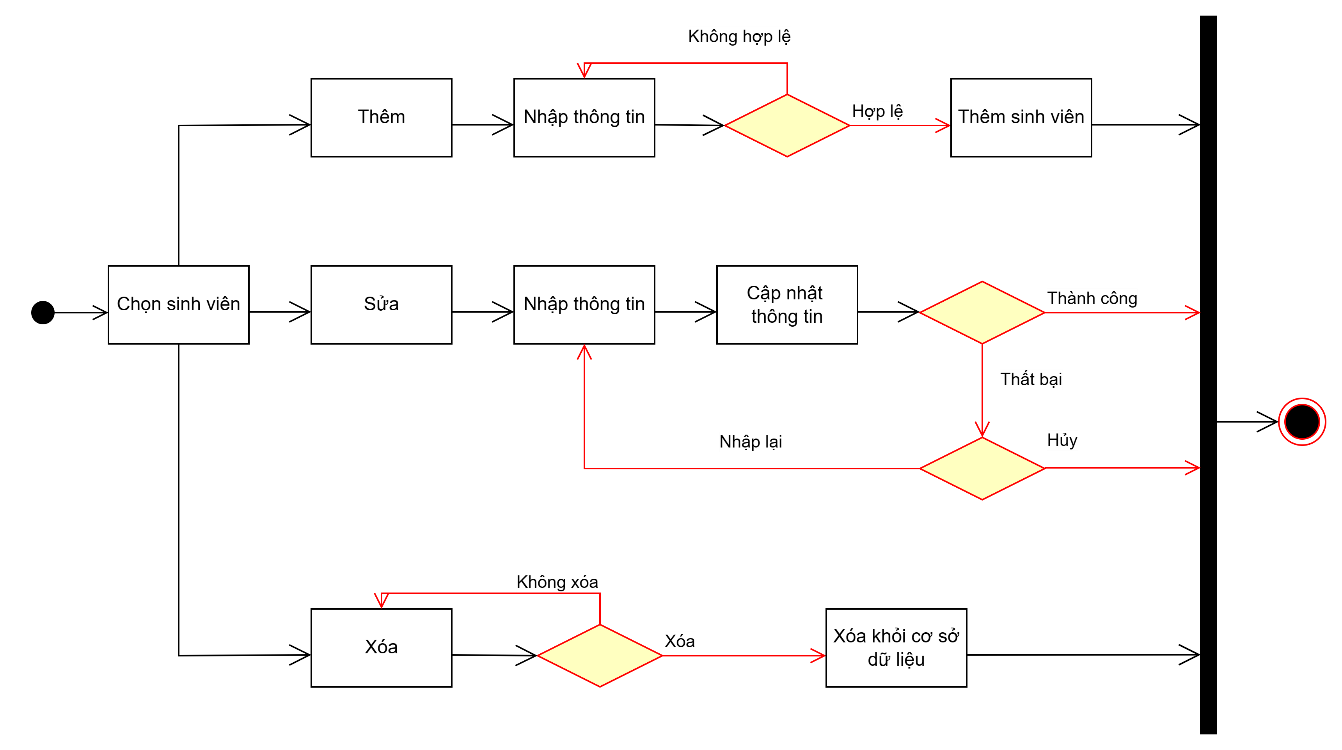 Không hợp lệ
Thêm
Nhập thông tin
Hợp lệ
Thêm sinh viên
Chọn sinh viên
Sửa
Nhập thông tin
Cập nhật
thông tin
Thành công
Thất bại
Nhập lại
Hủy
Không xóa
Xóa
Xóa
Xóa khỏi cơ sở
dữ liệu